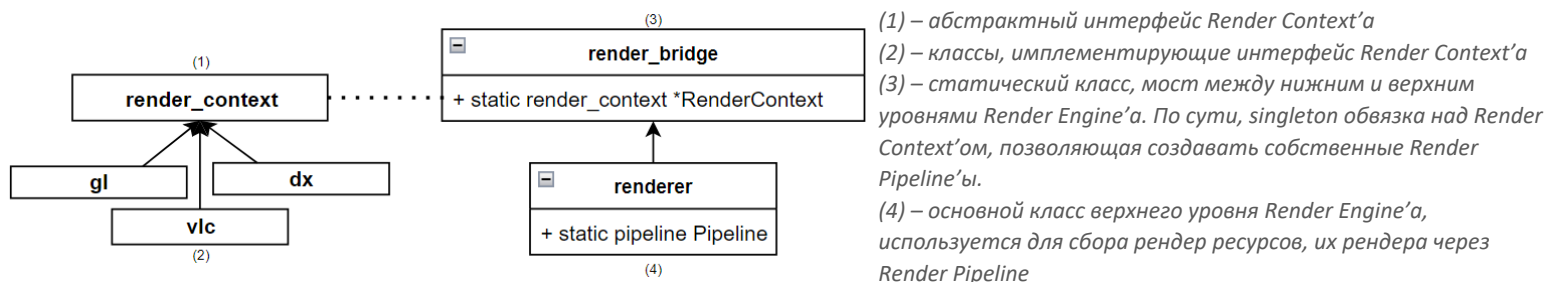 (1)
render_context
gl
dx
vlc
(2)
(3)
render_bridge
+ static render_context *RenderContext
renderer
+ static pipeline Pipeline
(4)
(1) – абстрактный интерфейс Render Context’а
(2) – классы, имплементирующие интерфейс Render Context’а
(3) – статический класс, мост между нижним и верхним
уровнями Render Engine’а. По сути, singleton обвязка над Render
Context’ом, позволяющая создавать собственные Render
Pipeline’ы.
(4) – основной класс верхнего уровня Render Engine’а,
используется для сбора рендер ресурсов, их рендера через
Render Pipeline